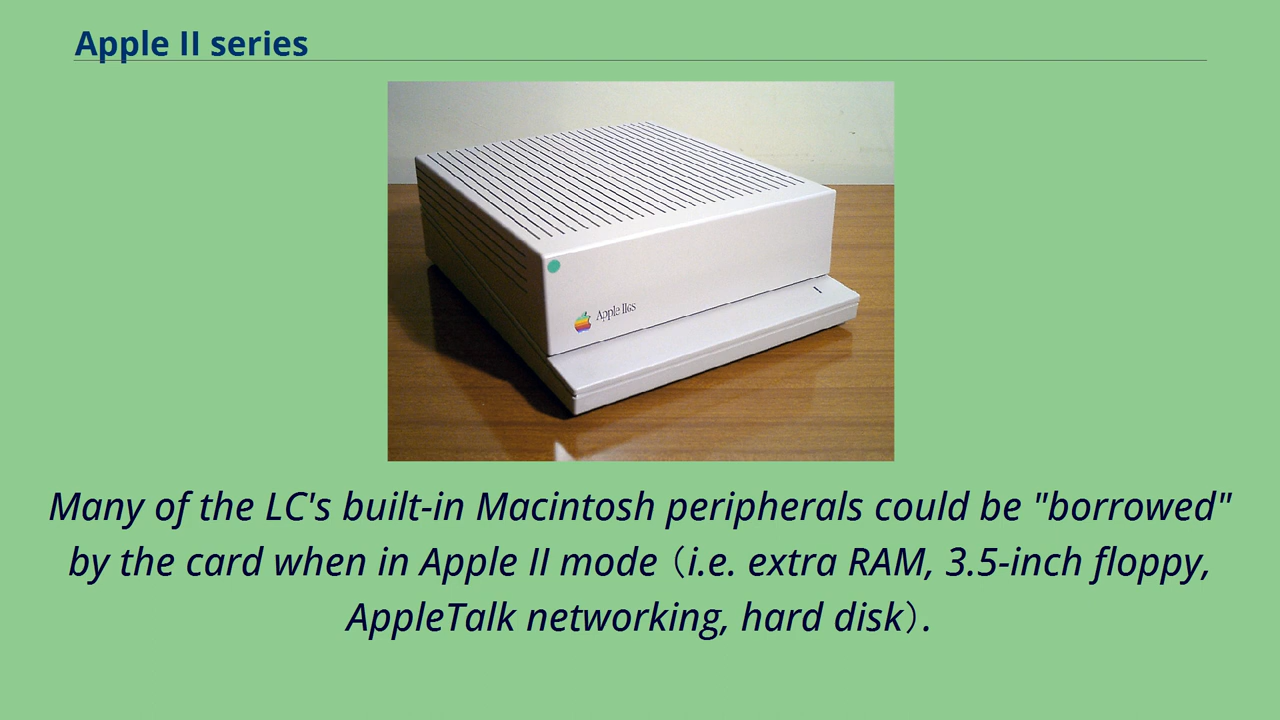 Apple II series
Apple IIGS
Many of the LC's built-in Macintosh peripherals could be "borrowed"
by the card when in Apple II mode（i.e. extra RAM, 3.5-inch floppy,
AppleTalk networking, hard disk）.